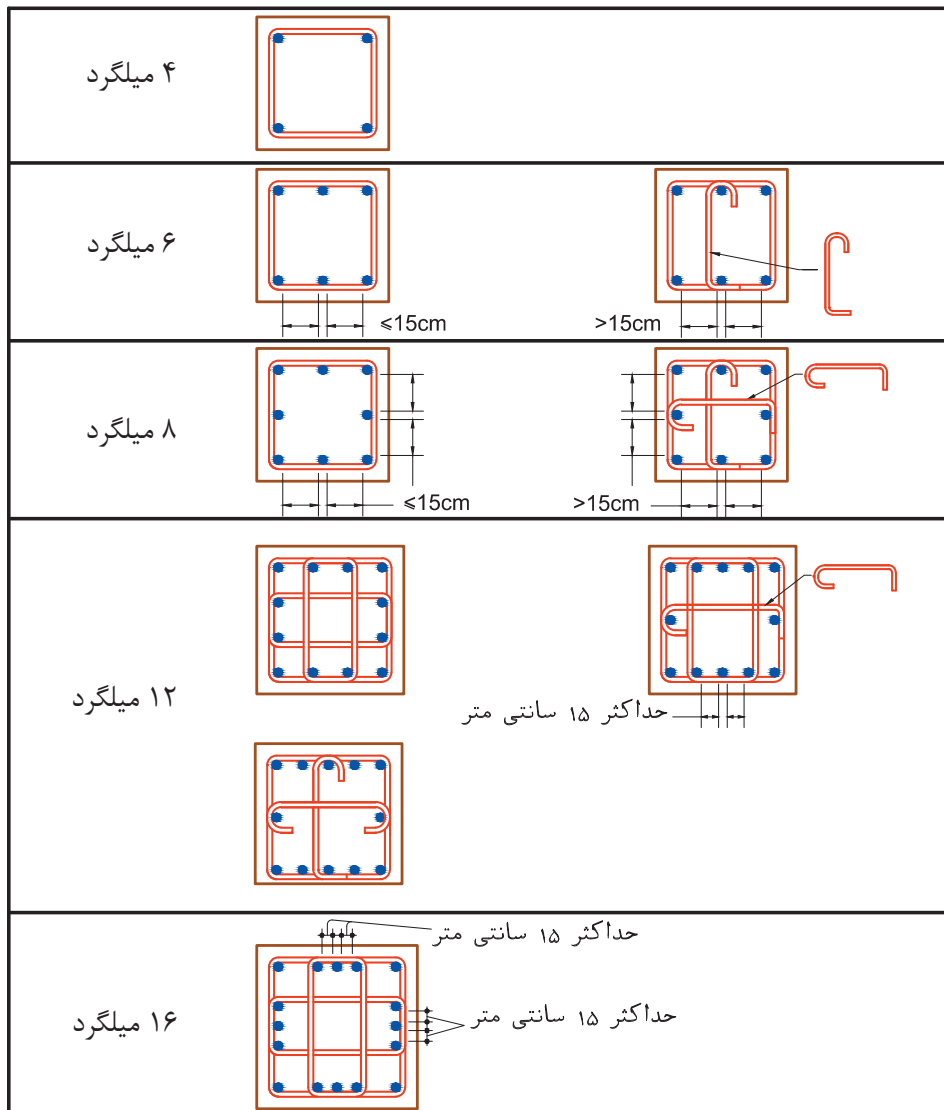 ۴ میلگرد
۶ میلگرد
⩽15cm
>15cm
۸ میلگرد
⩽15cm
>15cm
۱۲ میلگرد
حداکثر ۱۵ سانتی متر
۱۶ میلگرد
حداکثر ۱۵ سانتی متر
حداکثر ۱۵ سانتی متر